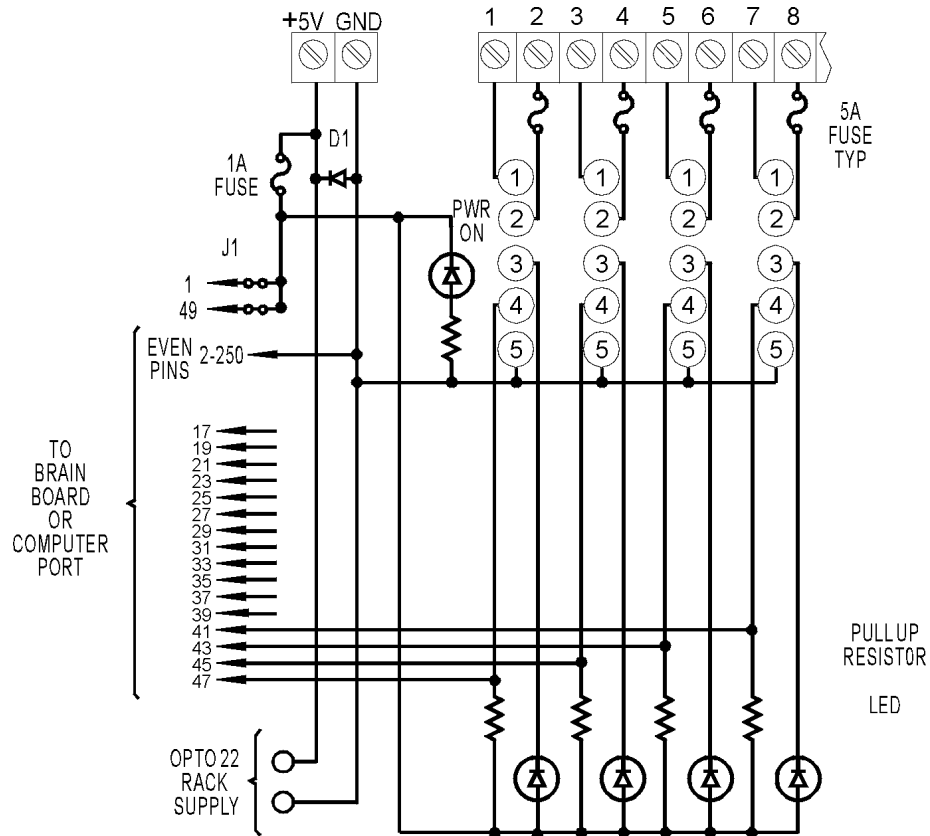 +5V GND
1 2 3 4 5 6 7 8
D1
5A
FUSE
TYP
1A
FUSE
1 1 1 1
PWR
ON
2 2 2 2
J1
3 3 3 3
1
4 4 4 4
49
EVEN
PINS
2-250
5 5 5 5
17
19
21
23
25
27
29
31
33
35
37
39
41
43
45
47
TO
BRAIN
BOARD
OR
COMPUTER
PORT
PULLUP
RESISTOR
LED
OPTO 22
RACK
SUPPLY